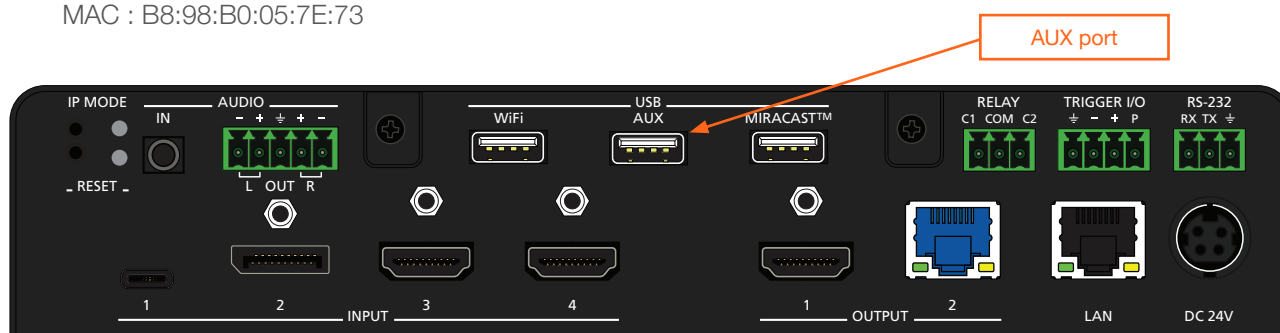 MAC : B8:98:B0:05:7E:73
AUX port
IP MODE AUDIO USB RELAY TRIGGER I/O RS-232
IN - + ⏚ + - WiFi AUX MIRACAST™ C1 COM C2 ⏚ - + P RX TX ⏚
_ RESET _ L OUT R
1 2 3 4 1 2
INPUT OUTPUT LAN DC 24V